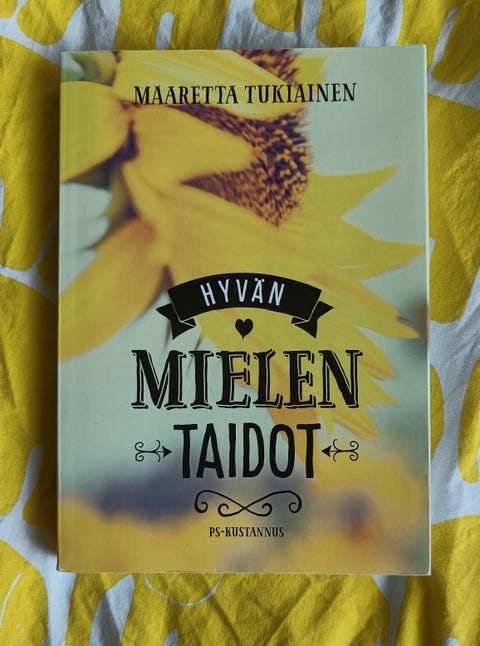 MAARETTA TUKIAINEN
HYVÄN
MIELEN
TAIDOT
PS-KUSTANNUS